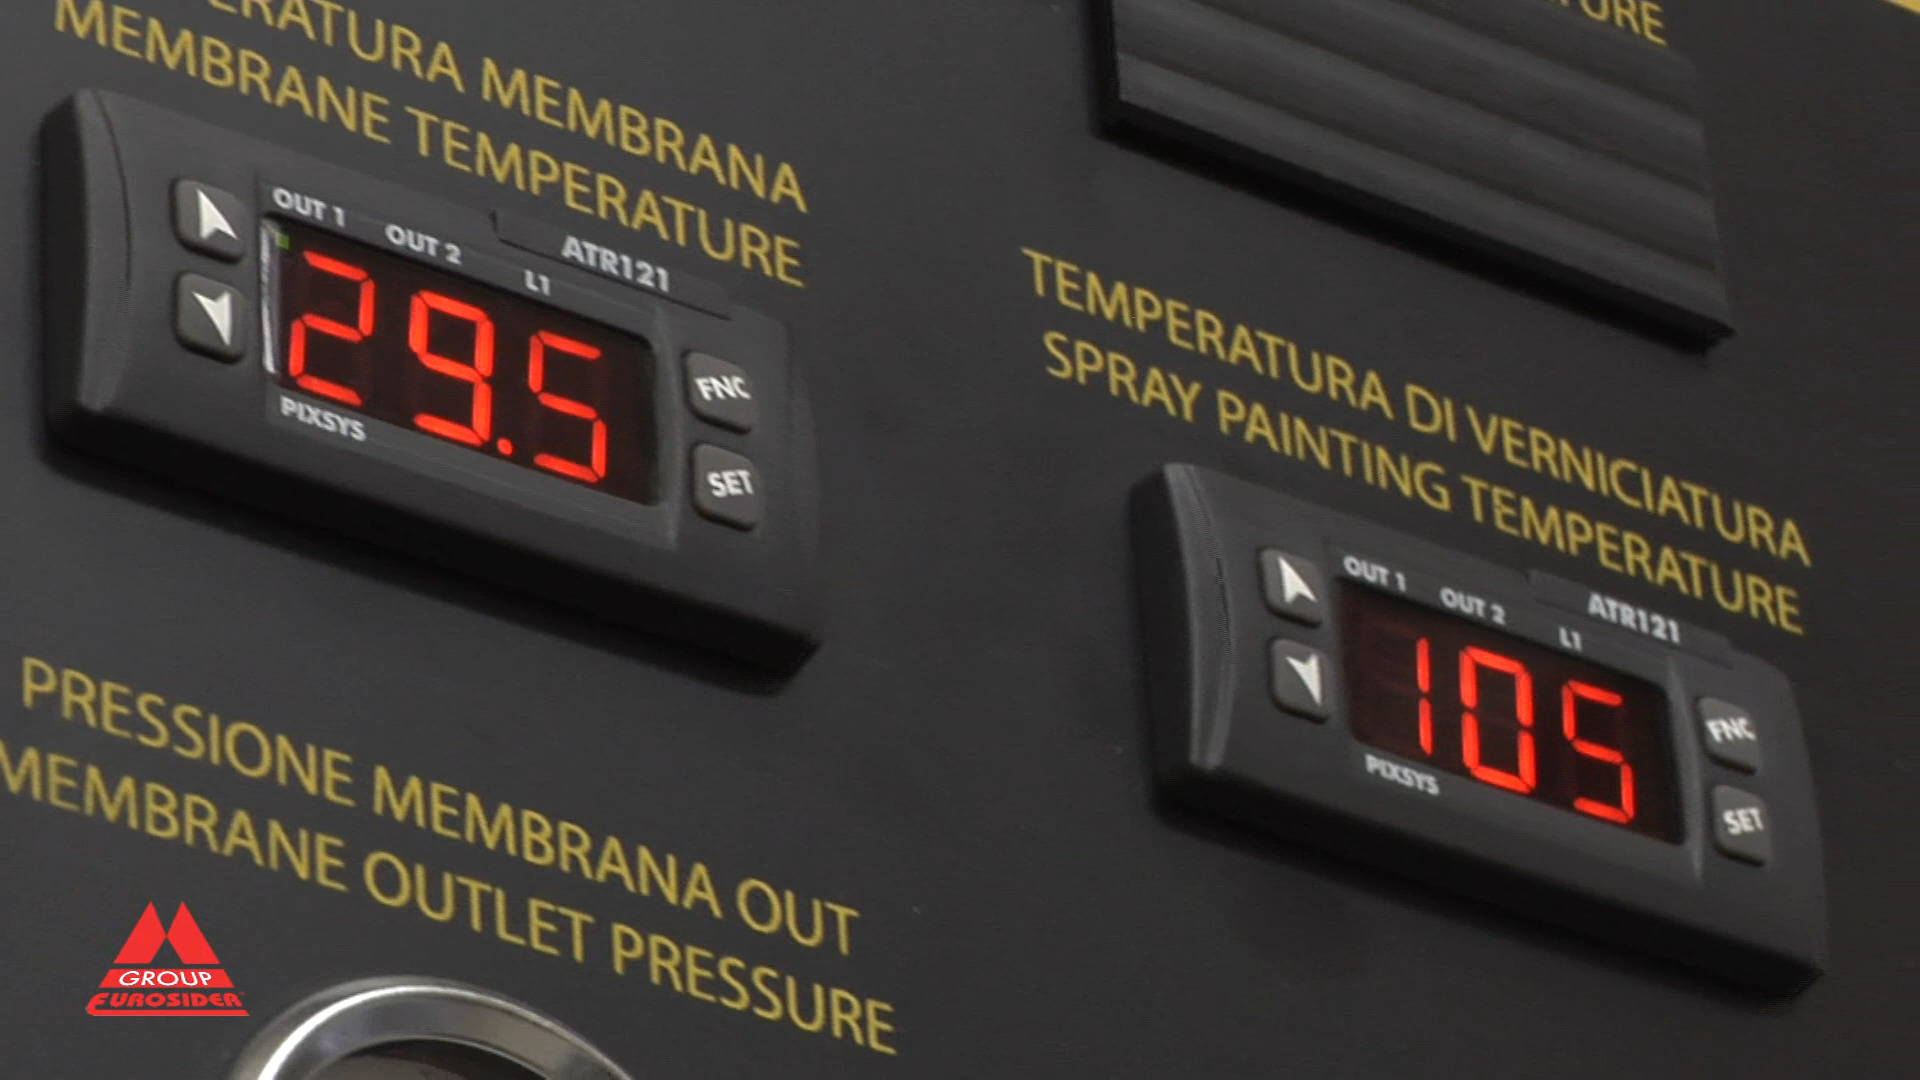 ERATURA MEMBRANA
MEMBRANE TEMPERATURE
OUT 1 OUT 2 L1 ATR121
29.5
FNC
SET
PIXSYS
TEMPERATURA DI VERNICIATURA
SPRAY PAINTING TEMPERATURE
OUT 1 OUT 2 L1 ATR121
105
FNC
SET
PIXSYS
PRESSIONE MEMBRANA OUT
MEMBRANE OUTLET PRESSURE
GROUP
EUROSIDER